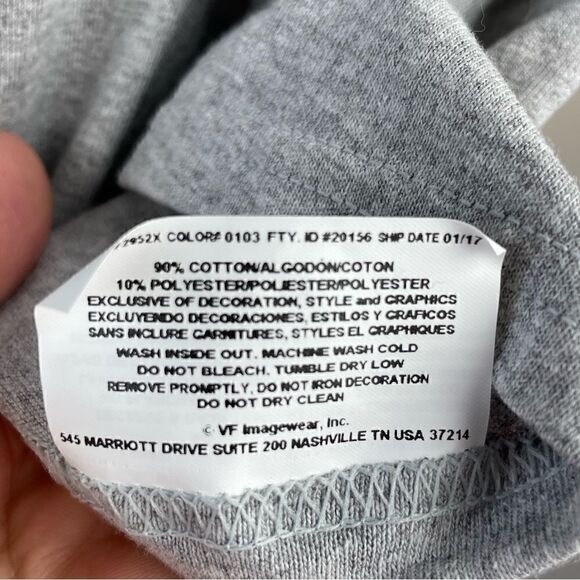 COLOR# 0103 FTY. ID #20156 SHIP DATE 01/17
90% COTTON/ALGODON/COTON
10% POLYESTER/POLIESTER/POLYESTER
EXCLUSIVE OF DECORATION, STYLE and GRAPHICS
EXCLUYENDO DECORACIONES, ESTILOS Y GRAFICOS
SANS INCLURE GARNITURES, STYLES EL GRAPHIQUES
WASH INSIDE OUT. MACHINE WASH COLD
DO NOT BLEACH. TUMBLE DRY LOW
REMOVE PROMPTLY, DO NOT IRON DECORATION
DO NOT DRY CLEAN
© VF Imagewear, Inc.
545 MARRIOTT DRIVE SUITE 200 NASHVILLE TN USA 37214